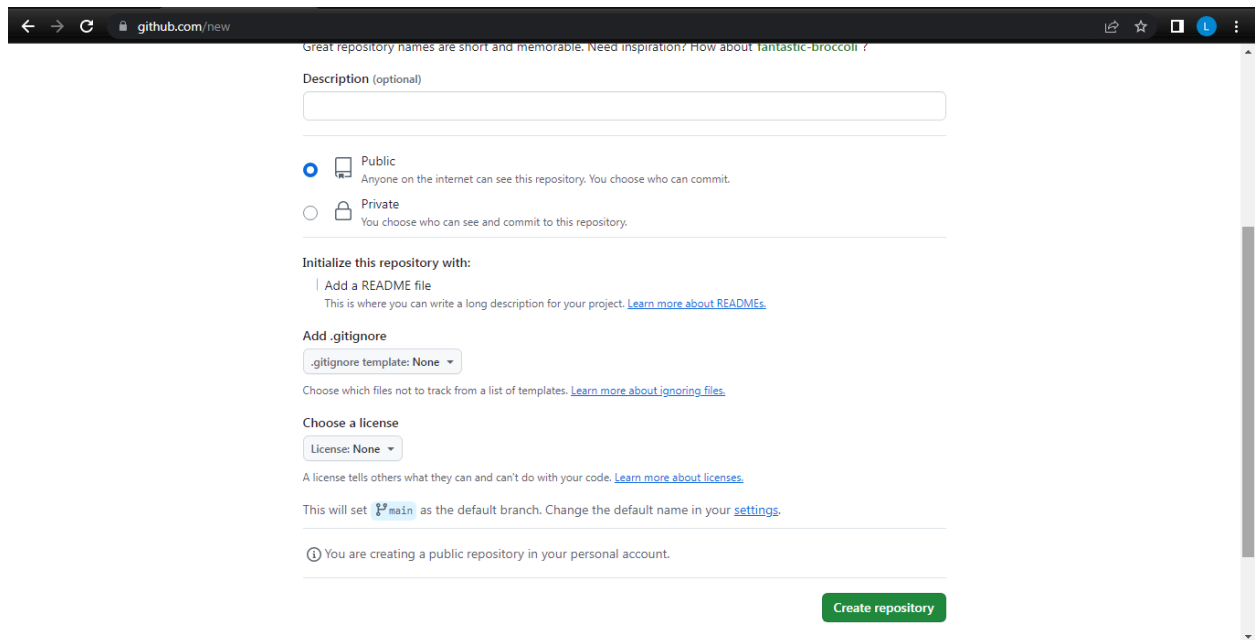 github.com/new
Great repository names are short and memorable. Need inspiration? How about fantastic-broccoli ?
Description (optional)
Public
Anyone on the internet can see this repository. You choose who can commit.
Private
You choose who can see and commit to this repository.
Initialize this repository with:
Add a README file
This is where you can write a long description for your project. Learn more about READMEs.
Add .gitignore
.gitignore template: None
Choose which files not to track from a list of templates. Learn more about ignoring files.
Choose a license
License: None
A license tells others what they can and can't do with your code. Learn more about licenses.
This will set main as the default branch. Change the default name in your settings.
You are creating a public repository in your personal account.
Create repository
L